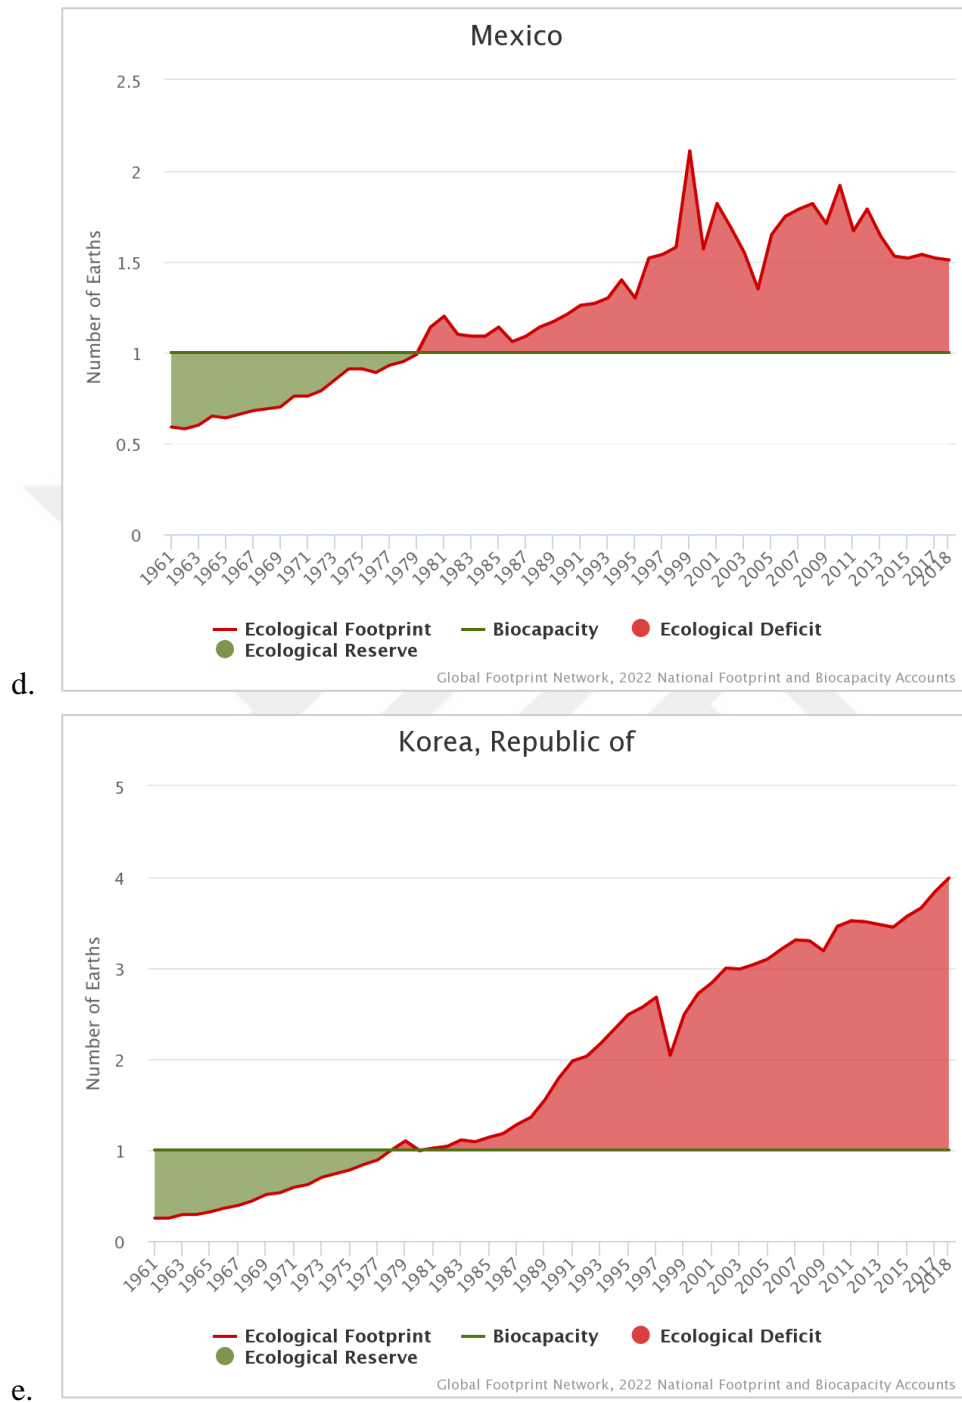 Mexico
2.5
2
1.5
1
0.5
0
Number of Earths
1961 1963 1965 1967 1969 1971 1973 1975 1977 1979 1981 1983 1985 1987 1989 1991 1993 1995 1997 1999 2001 2003 2005 2007 2009 2011 2013 2015 2017 2018
Ecological Footprint Biocapacity Ecological Deficit
Ecological Reserve
Global Footprint Network, 2022 National Footprint and Biocapacity Accounts
d.
Korea, Republic of
5
4
3
2
1
0
Number of Earths
1961 1963 1965 1967 1969 1971 1973 1975 1977 1979 1981 1983 1985 1987 1989 1991 1993 1995 1997 1999 2001 2003 2005 2007 2009 2011 2013 2015 2017 2018
Ecological Footprint Biocapacity Ecological Deficit
Ecological Reserve
Global Footprint Network, 2022 National Footprint and Biocapacity Accounts
e.